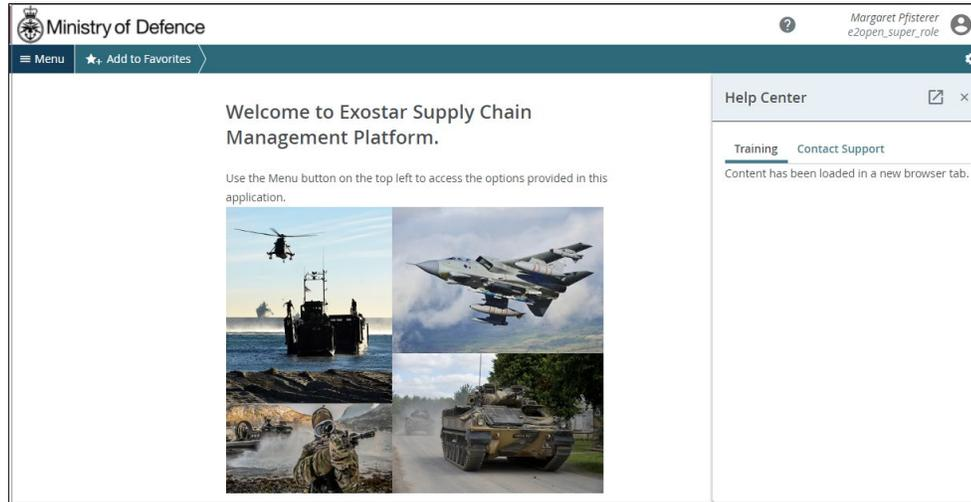 Ministry of Defence
Margaret Pfisterer
e2open_super_role
Menu
Add to Favorites
Help Center
Training Contact Support
Content has been loaded in a new browser tab.
Welcome to Exostar Supply Chain
Management Platform.
Use the Menu button on the top left to access the options provided in this
application.